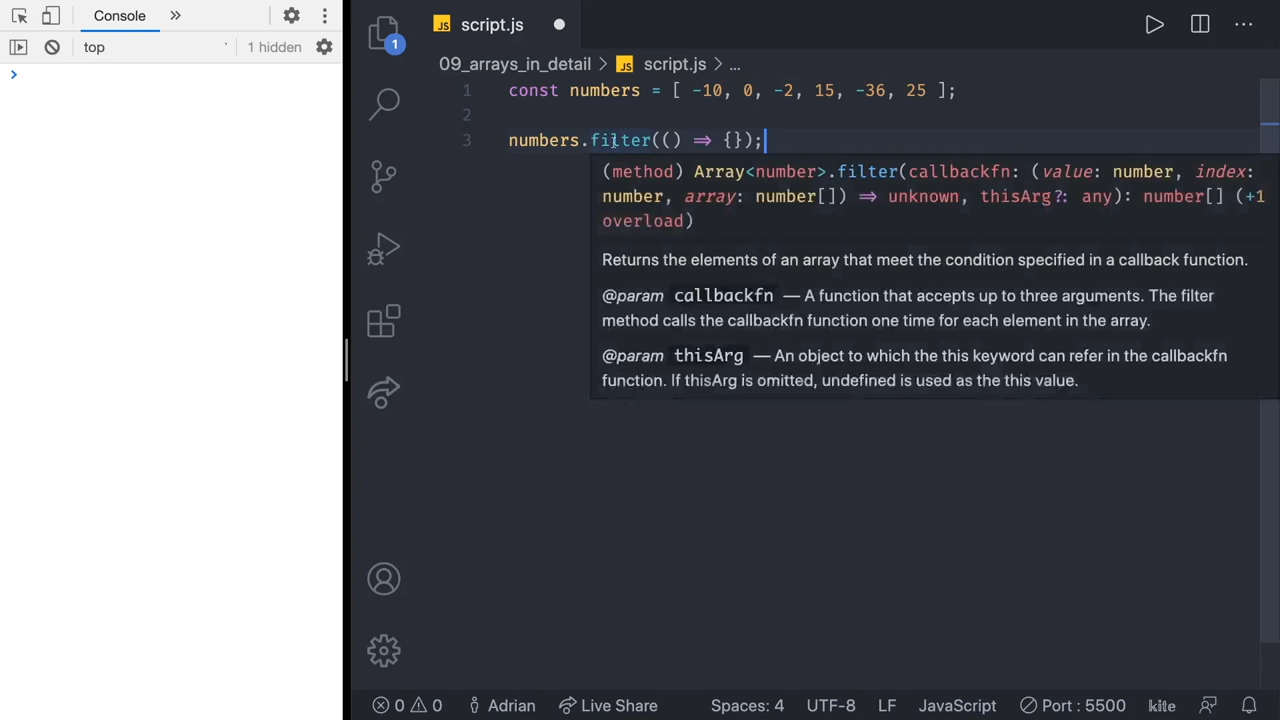 Console »
top 1 hidden
>
JS script.js
1
09_arrays_in_detail > JS script.js > ...
1 const numbers = [ -10, 0, -2, 15, -36, 25 ];
2
3 numbers.filter(() => {});
(method) Array<number>.filter(callbackfn: (value: number, index:
number, array: number[]) => unknown, thisArg?: any): number[] (+1
overload)
Returns the elements of an array that meet the condition specified in a callback function.
@param callbackfn — A function that accepts up to three arguments. The filter
method calls the callbackfn function one time for each element in the array.
@param thisArg — An object to which the this keyword can refer in the callbackfn
function. If thisArg is omitted, undefined is used as the this value.
0 0 Adrian Live Share Spaces: 4 UTF-8 LF JavaScript Port : 5500 kite